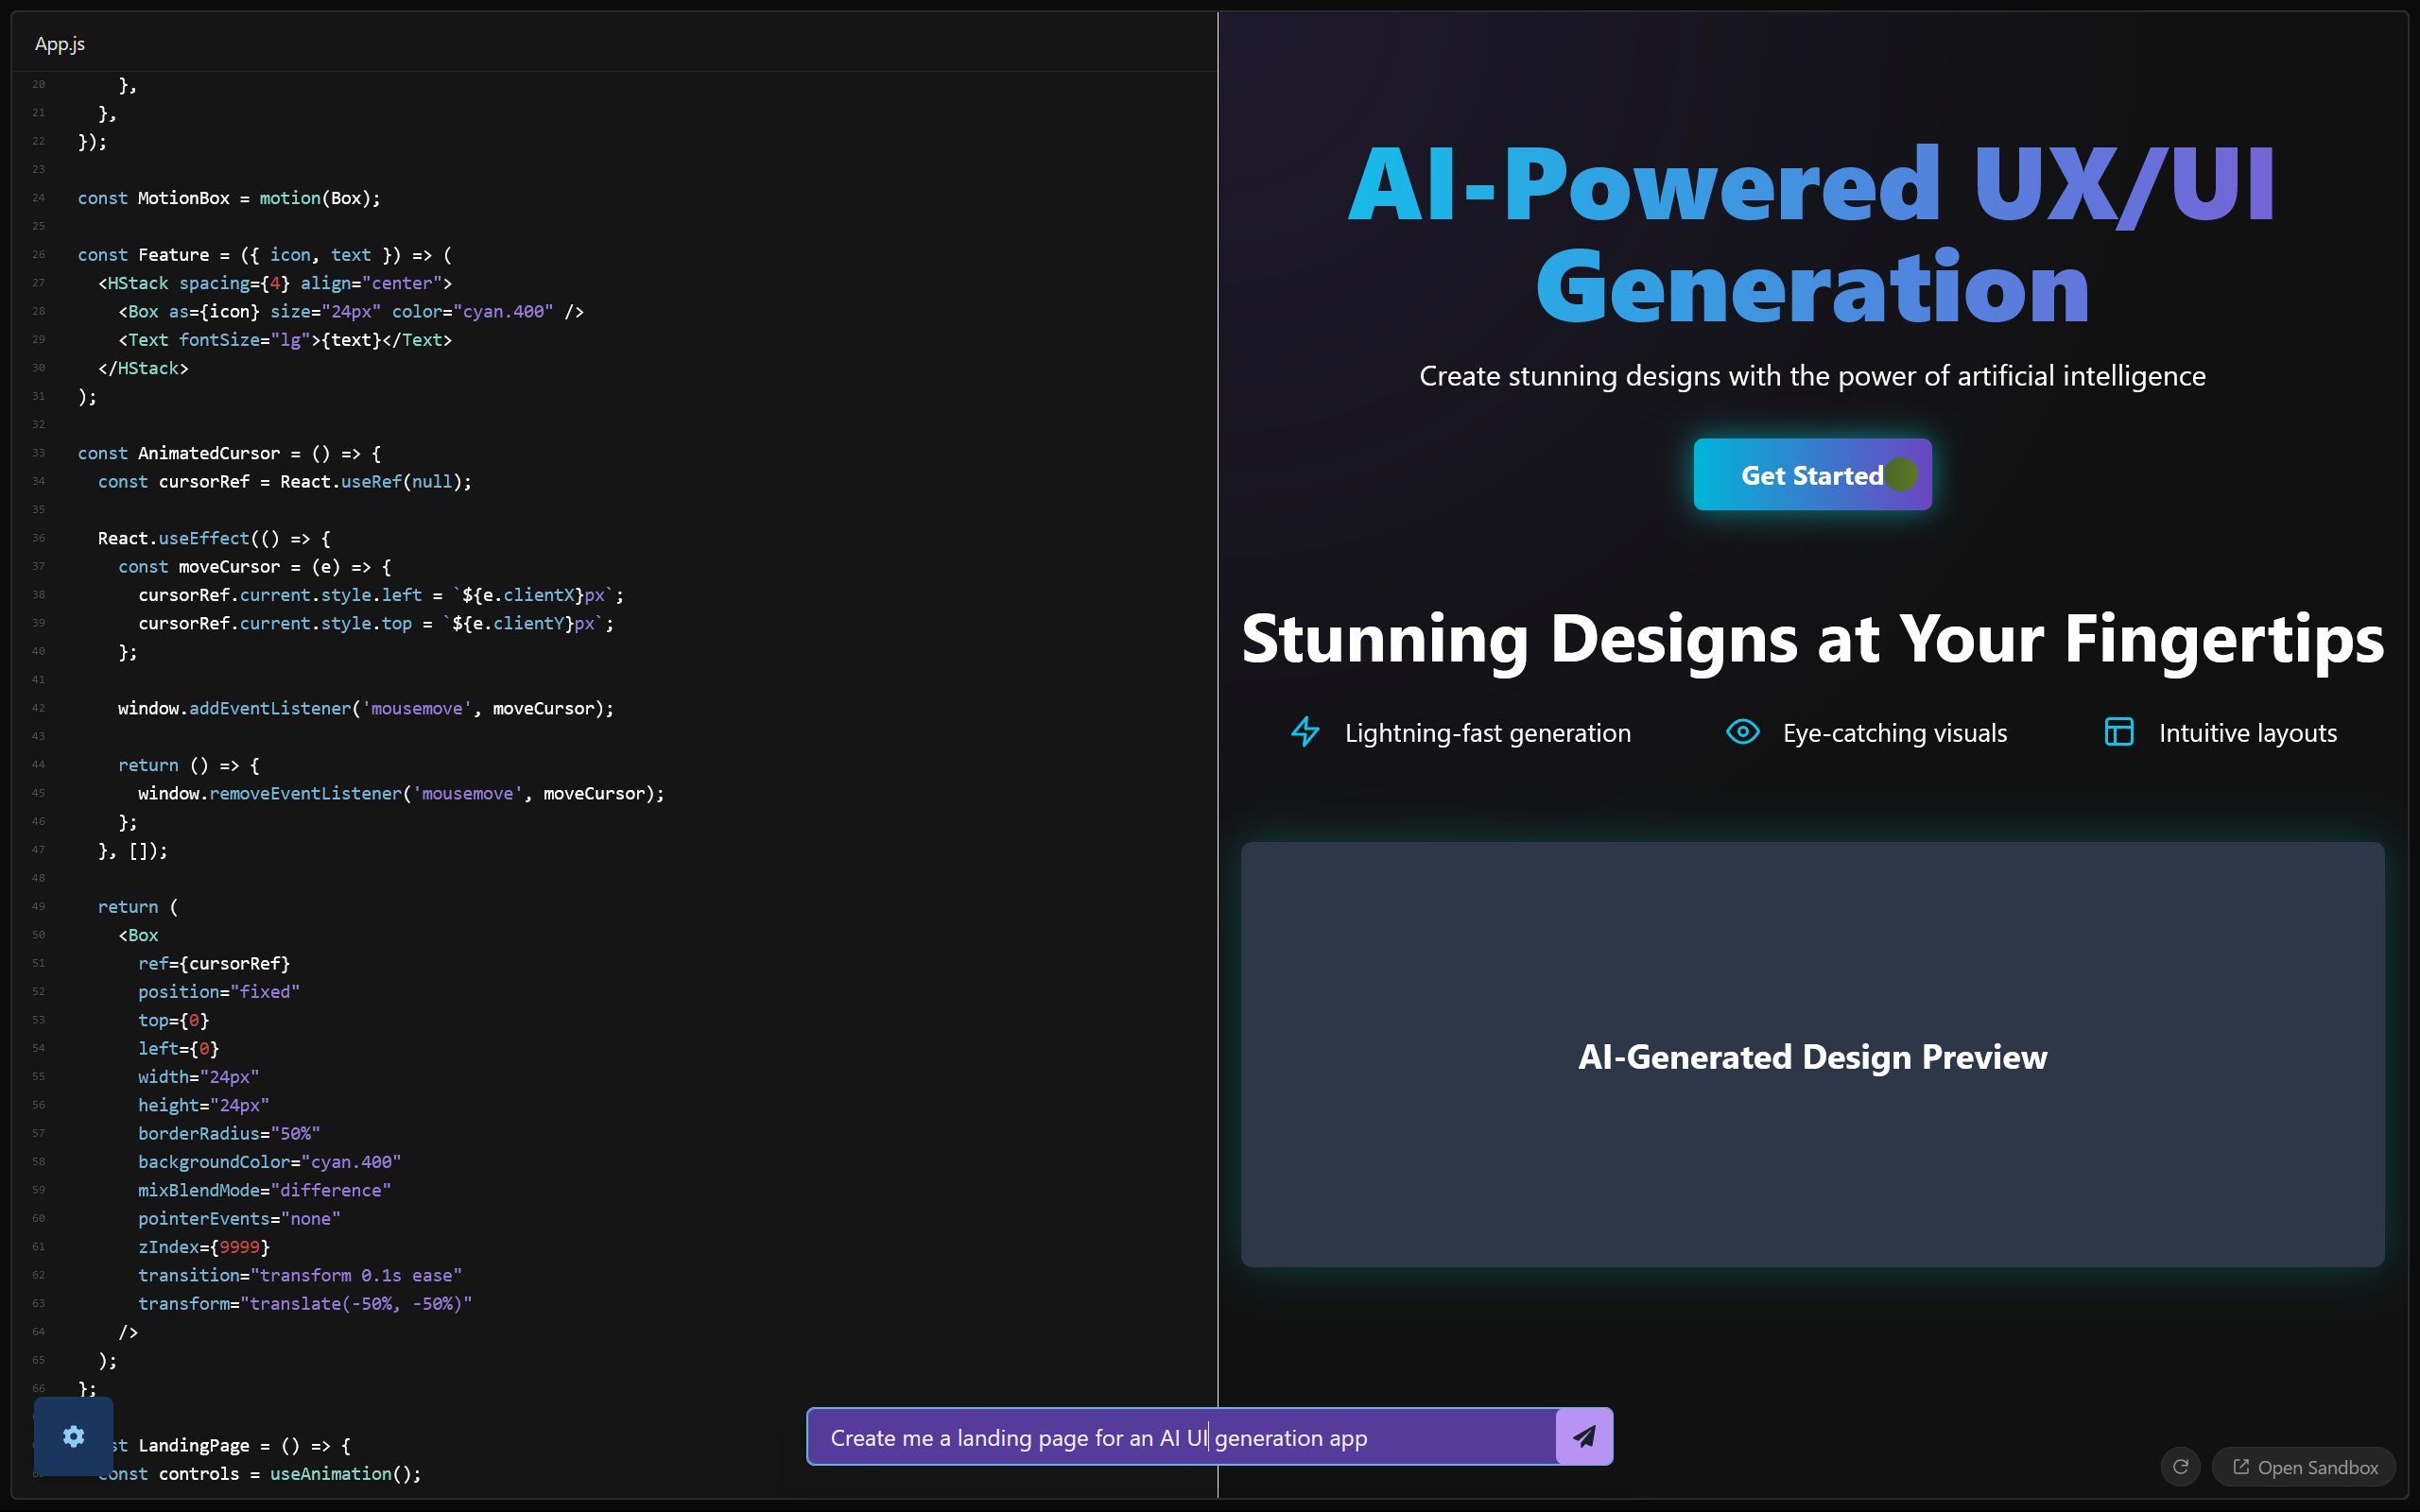 App.js
20 },
21 },
22 });
23
24 const MotionBox = motion(Box);
25
26 const Feature = ({ icon, text }) => (
27 <HStack spacing={4} align="center">
28 <Box as={icon} size="24px" color="cyan.400" />
29 <Text fontSize="lg">{text}</Text>
30 </HStack>
31 );
32
33 const AnimatedCursor = () => {
34 const cursorRef = React.useRef(null);
35
36 React.useEffect(() => {
37 const moveCursor = (e) => {
38 cursorRef.current.style.left = `${e.clientX}px`;
39 cursorRef.current.style.top = `${e.clientY}px`;
40 };
41
42 window.addEventListener('mousemove', moveCursor);
43
44 return () => {
45 window.removeEventListener('mousemove', moveCursor);
46 };
47 }, []);
48
49 return (
50 <Box
51 ref={cursorRef}
52 position="fixed"
53 top={0}
54 left={0}
55 width="24px"
56 height="24px"
57 borderRadius="50%"
58 backgroundColor="cyan.400"
59 mixBlendMode="difference"
60 pointerEvents="none"
61 zIndex={9999}
62 transition="transform 0.1s ease"
63 transform="translate(-50%, -50%)"
64 />
65 );
66 };
st LandingPage = () => {
const controls = useAnimation();
AI-Powered UX/UI
Generation
Create stunning designs with the power of artificial intelligence
Get Started
Stunning Designs at Your Fingertips
Lightning-fast generation
Eye-catching visuals
Intuitive layouts
AI-Generated Design Preview
Create me a landing page for an AI UI generation app
Open Sandbox